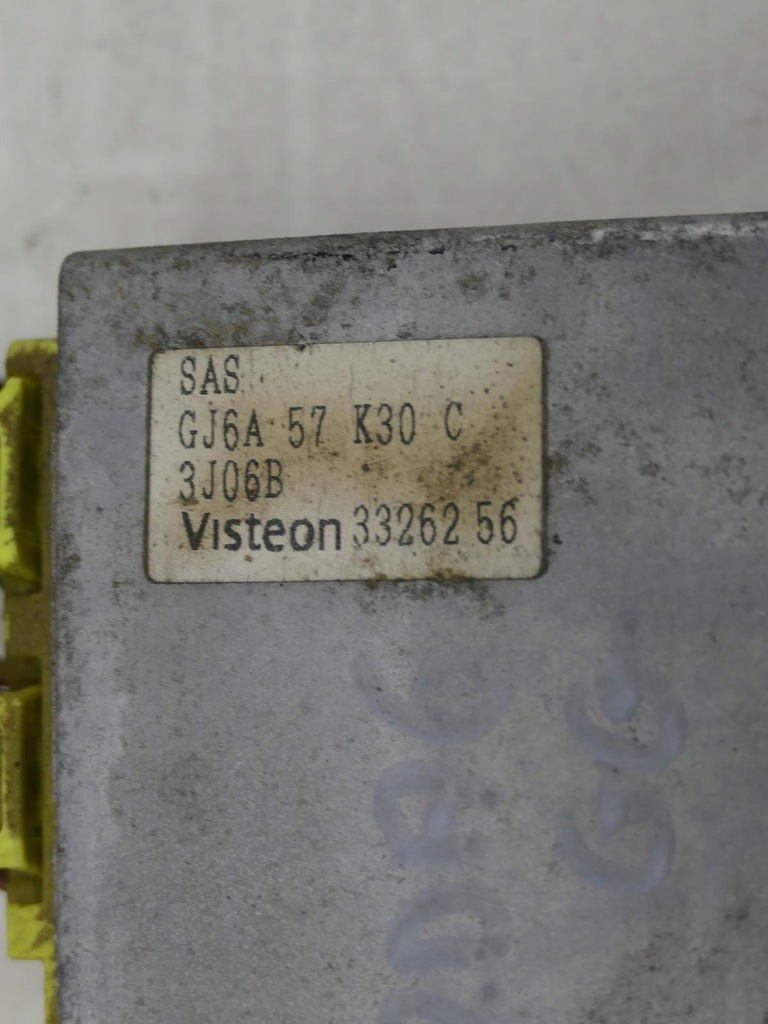 SAS
GJ6A 57 K30 C
3J06B
Visteon 33262 56